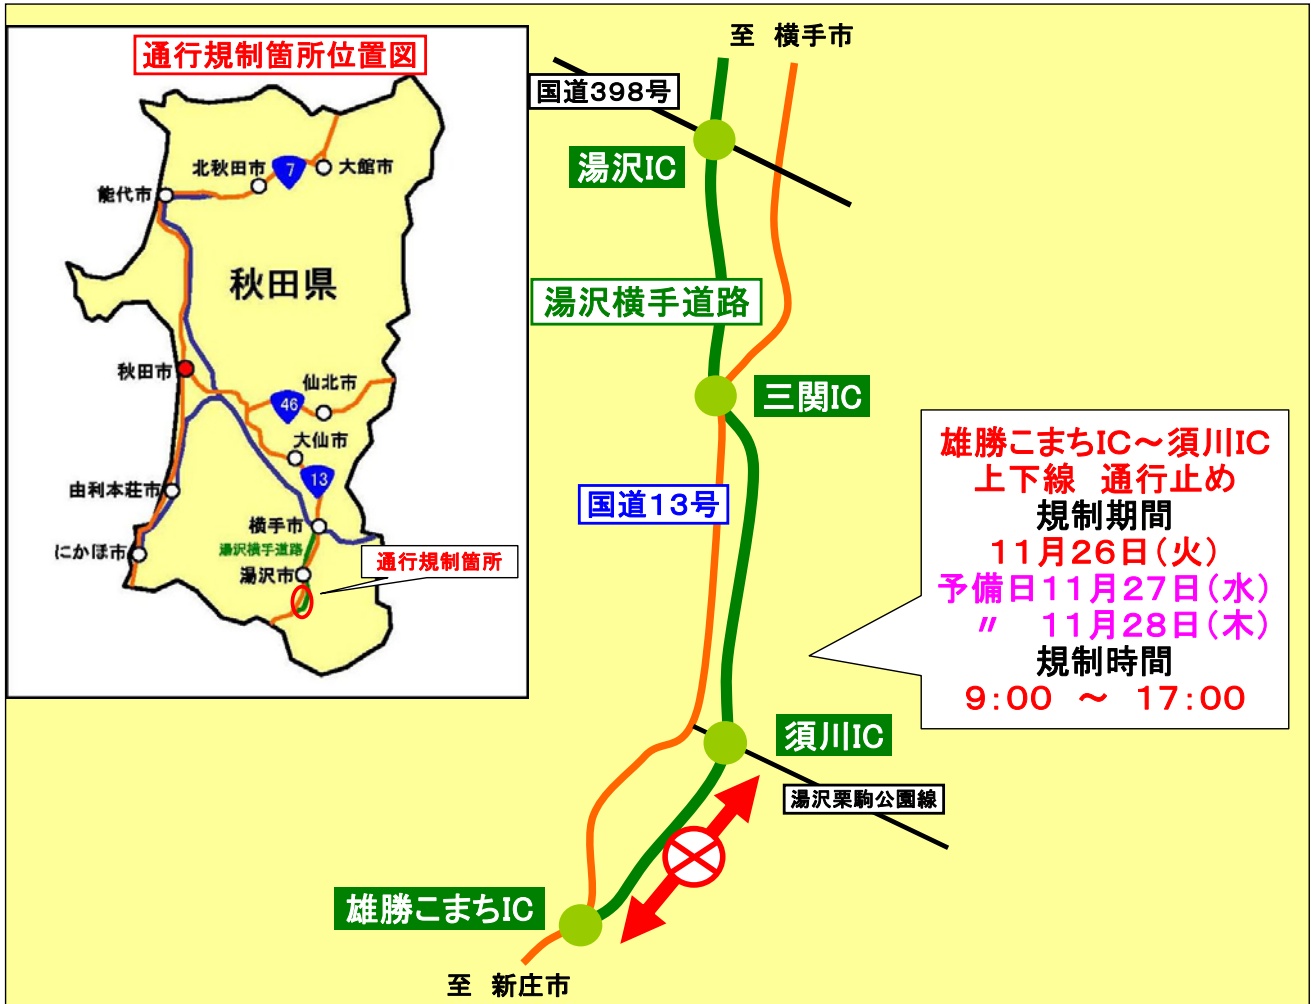 通行規制箇所位置図
北秋田市
7
大館市
能代市
秋田県
秋田市
仙北市
46
大仙市
13
由利本荘市
横手市
にかほ市
湯沢横手道路
湯沢市
通行規制箇所
至 横手市
国道398号
湯沢IC
湯沢横手道路
三関IC
国道13号
雄勝こまちIC～須川IC
上下線 通行止め
規制期間
11月26日(火)
予備日11月27日(水)
〃 11月28日(木)
規制時間
9:00 ～ 17:00
須川IC
湯沢栗駒公園線
雄勝こまちIC
至 新庄市